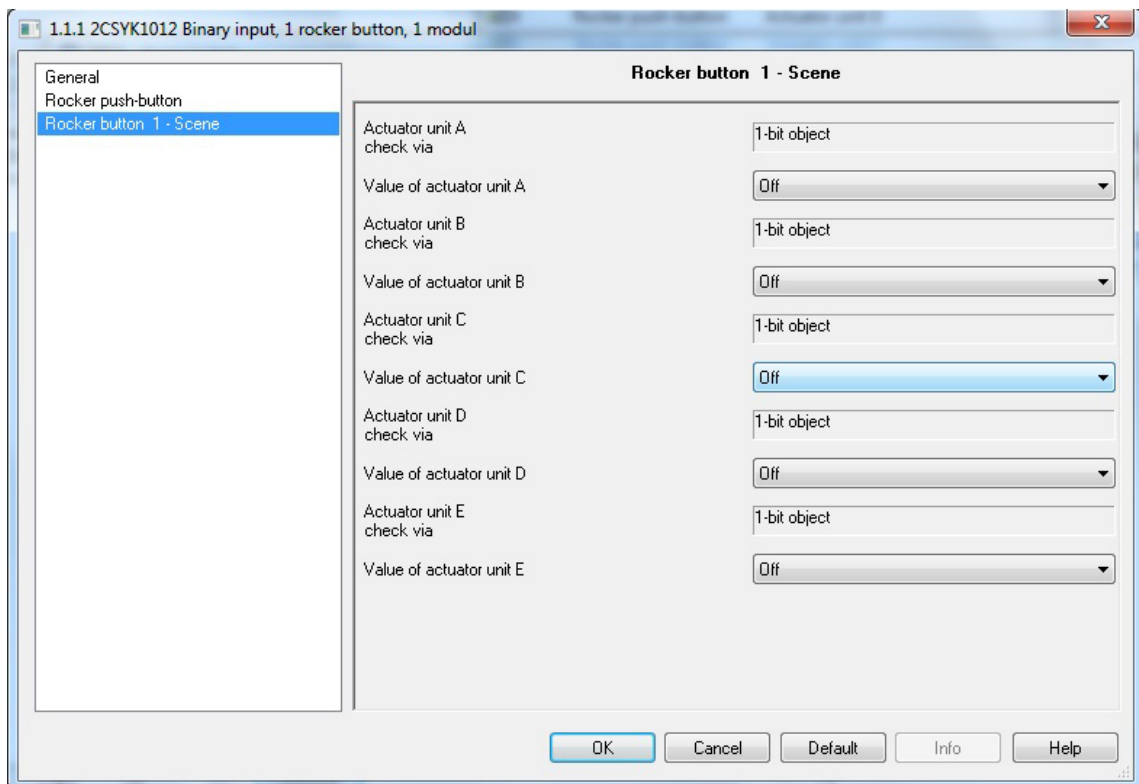 1.1.1 2CSYK1012 Binary input, 1 rocker button, 1 modul
General
Rocker push-button
Rocker button 1 - Scene
Rocker button 1 - Scene
Actuator unit A
check via
1-bit object
Value of actuator unit A
Off
Actuator unit B
check via
1-bit object
Value of actuator unit B
Off
Actuator unit C
check via
1-bit object
Value of actuator unit C
Off
Actuator unit D
check via
1-bit object
Value of actuator unit D
Off
Actuator unit E
check via
1-bit object
Value of actuator unit E
Off
OK
Cancel
Default
Info
Help